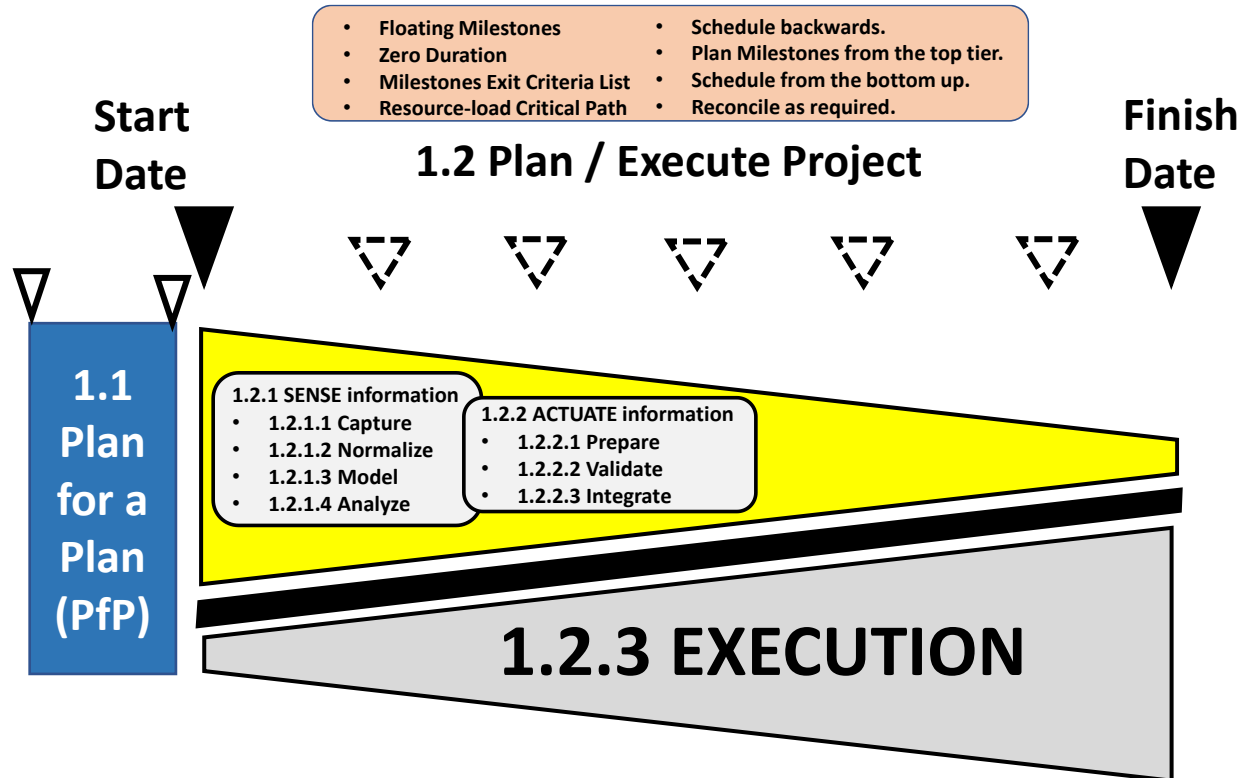 • Floating Milestones
• Zero Duration
• Milestones Exit Criteria List
• Resource-load Critical Path
• Schedule backwards.
• Plan Milestones from the top tier.
• Schedule from the bottom up.
• Reconcile as required.
Start
Date
1.2 Plan / Execute Project
Finish
Date
1.1
Plan
for a
Plan
(PfP)
1.2.1 SENSE information
• 1.2.1.1 Capture
• 1.2.1.2 Normalize
• 1.2.1.3 Model
• 1.2.1.4 Analyze
1.2.2 ACTUATE information
• 1.2.2.1 Prepare
• 1.2.2.2 Validate
• 1.2.2.3 Integrate
1.2.3 EXECUTION